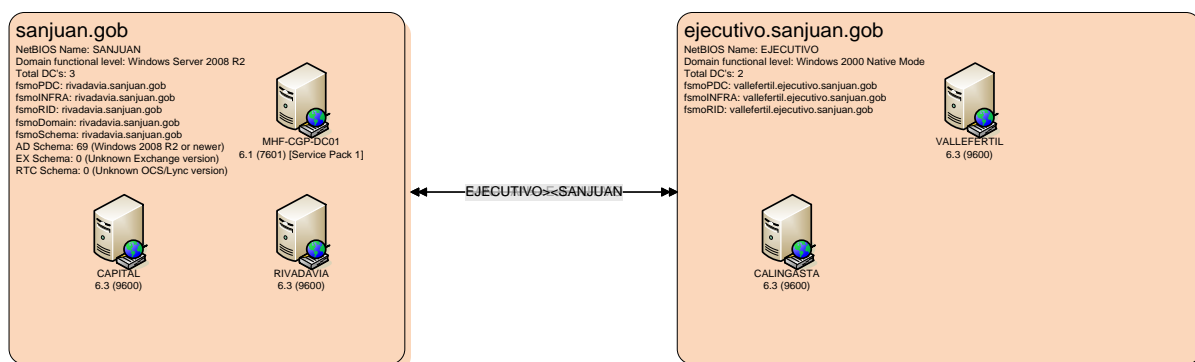 sanjuan.gob
NetBIOS Name: SANJUAN
Domain functional level: Windows Server 2008 R2
Total DC's: 3
fsmoPDC: rivadavia.sanjuan.gob
fsmoINFRA: rivadavia.sanjuan.gob
fsmoRID: rivadavia.sanjuan.gob
fsmoDomain: rivadavia.sanjuan.gob
fsmoSchema: rivadavia.sanjuan.gob
AD Schema: 69 (Windows 2008 R2 or newer)
EX Schema: 0 (Unknown Exchange version)
RTC Schema: 0 (Unknown OCS/Lync version)
MHF-CGP-DC01
6.1 (7601) [Service Pack 1]
CAPITAL
6.3 (9600)
RIVADAVIA
6.3 (9600)
EJECUTIVO><SANJUAN
ejecutivo.sanjuan.gob
NetBIOS Name: EJECUTIVO
Domain functional level: Windows 2000 Native Mode
Total DC's: 2
fsmoPDC: vallefertil.ejecutivo.sanjuan.gob
fsmoINFRA: vallefertil.ejecutivo.sanjuan.gob
fsmoRID: vallefertil.ejecutivo.sanjuan.gob
VALLEFERTIL
6.3 (9600)
CALINGASTA
6.3 (9600)